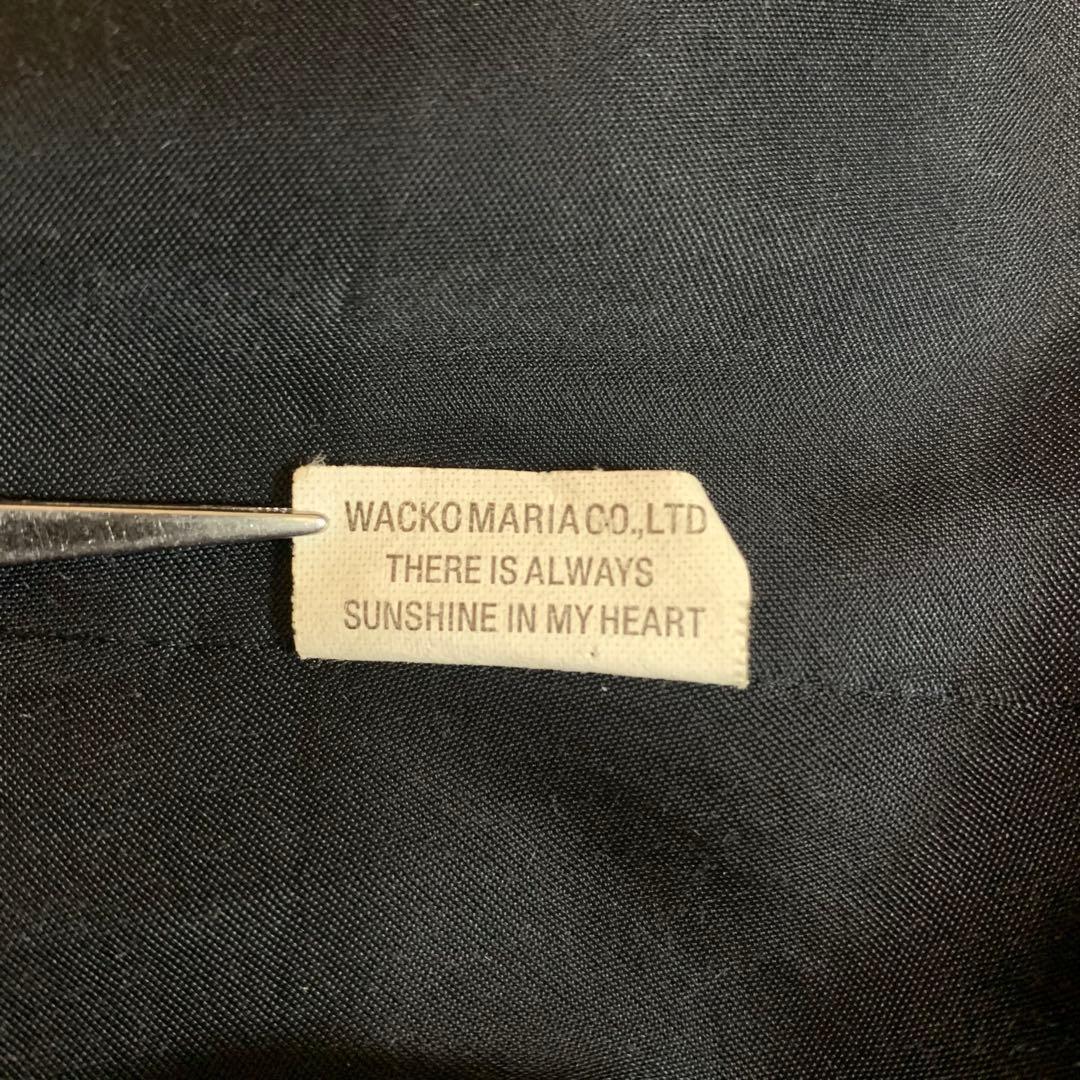 WACKO MARIA CO.,LTD
THERE IS ALWAYS
SUNSHINE IN MY HEART